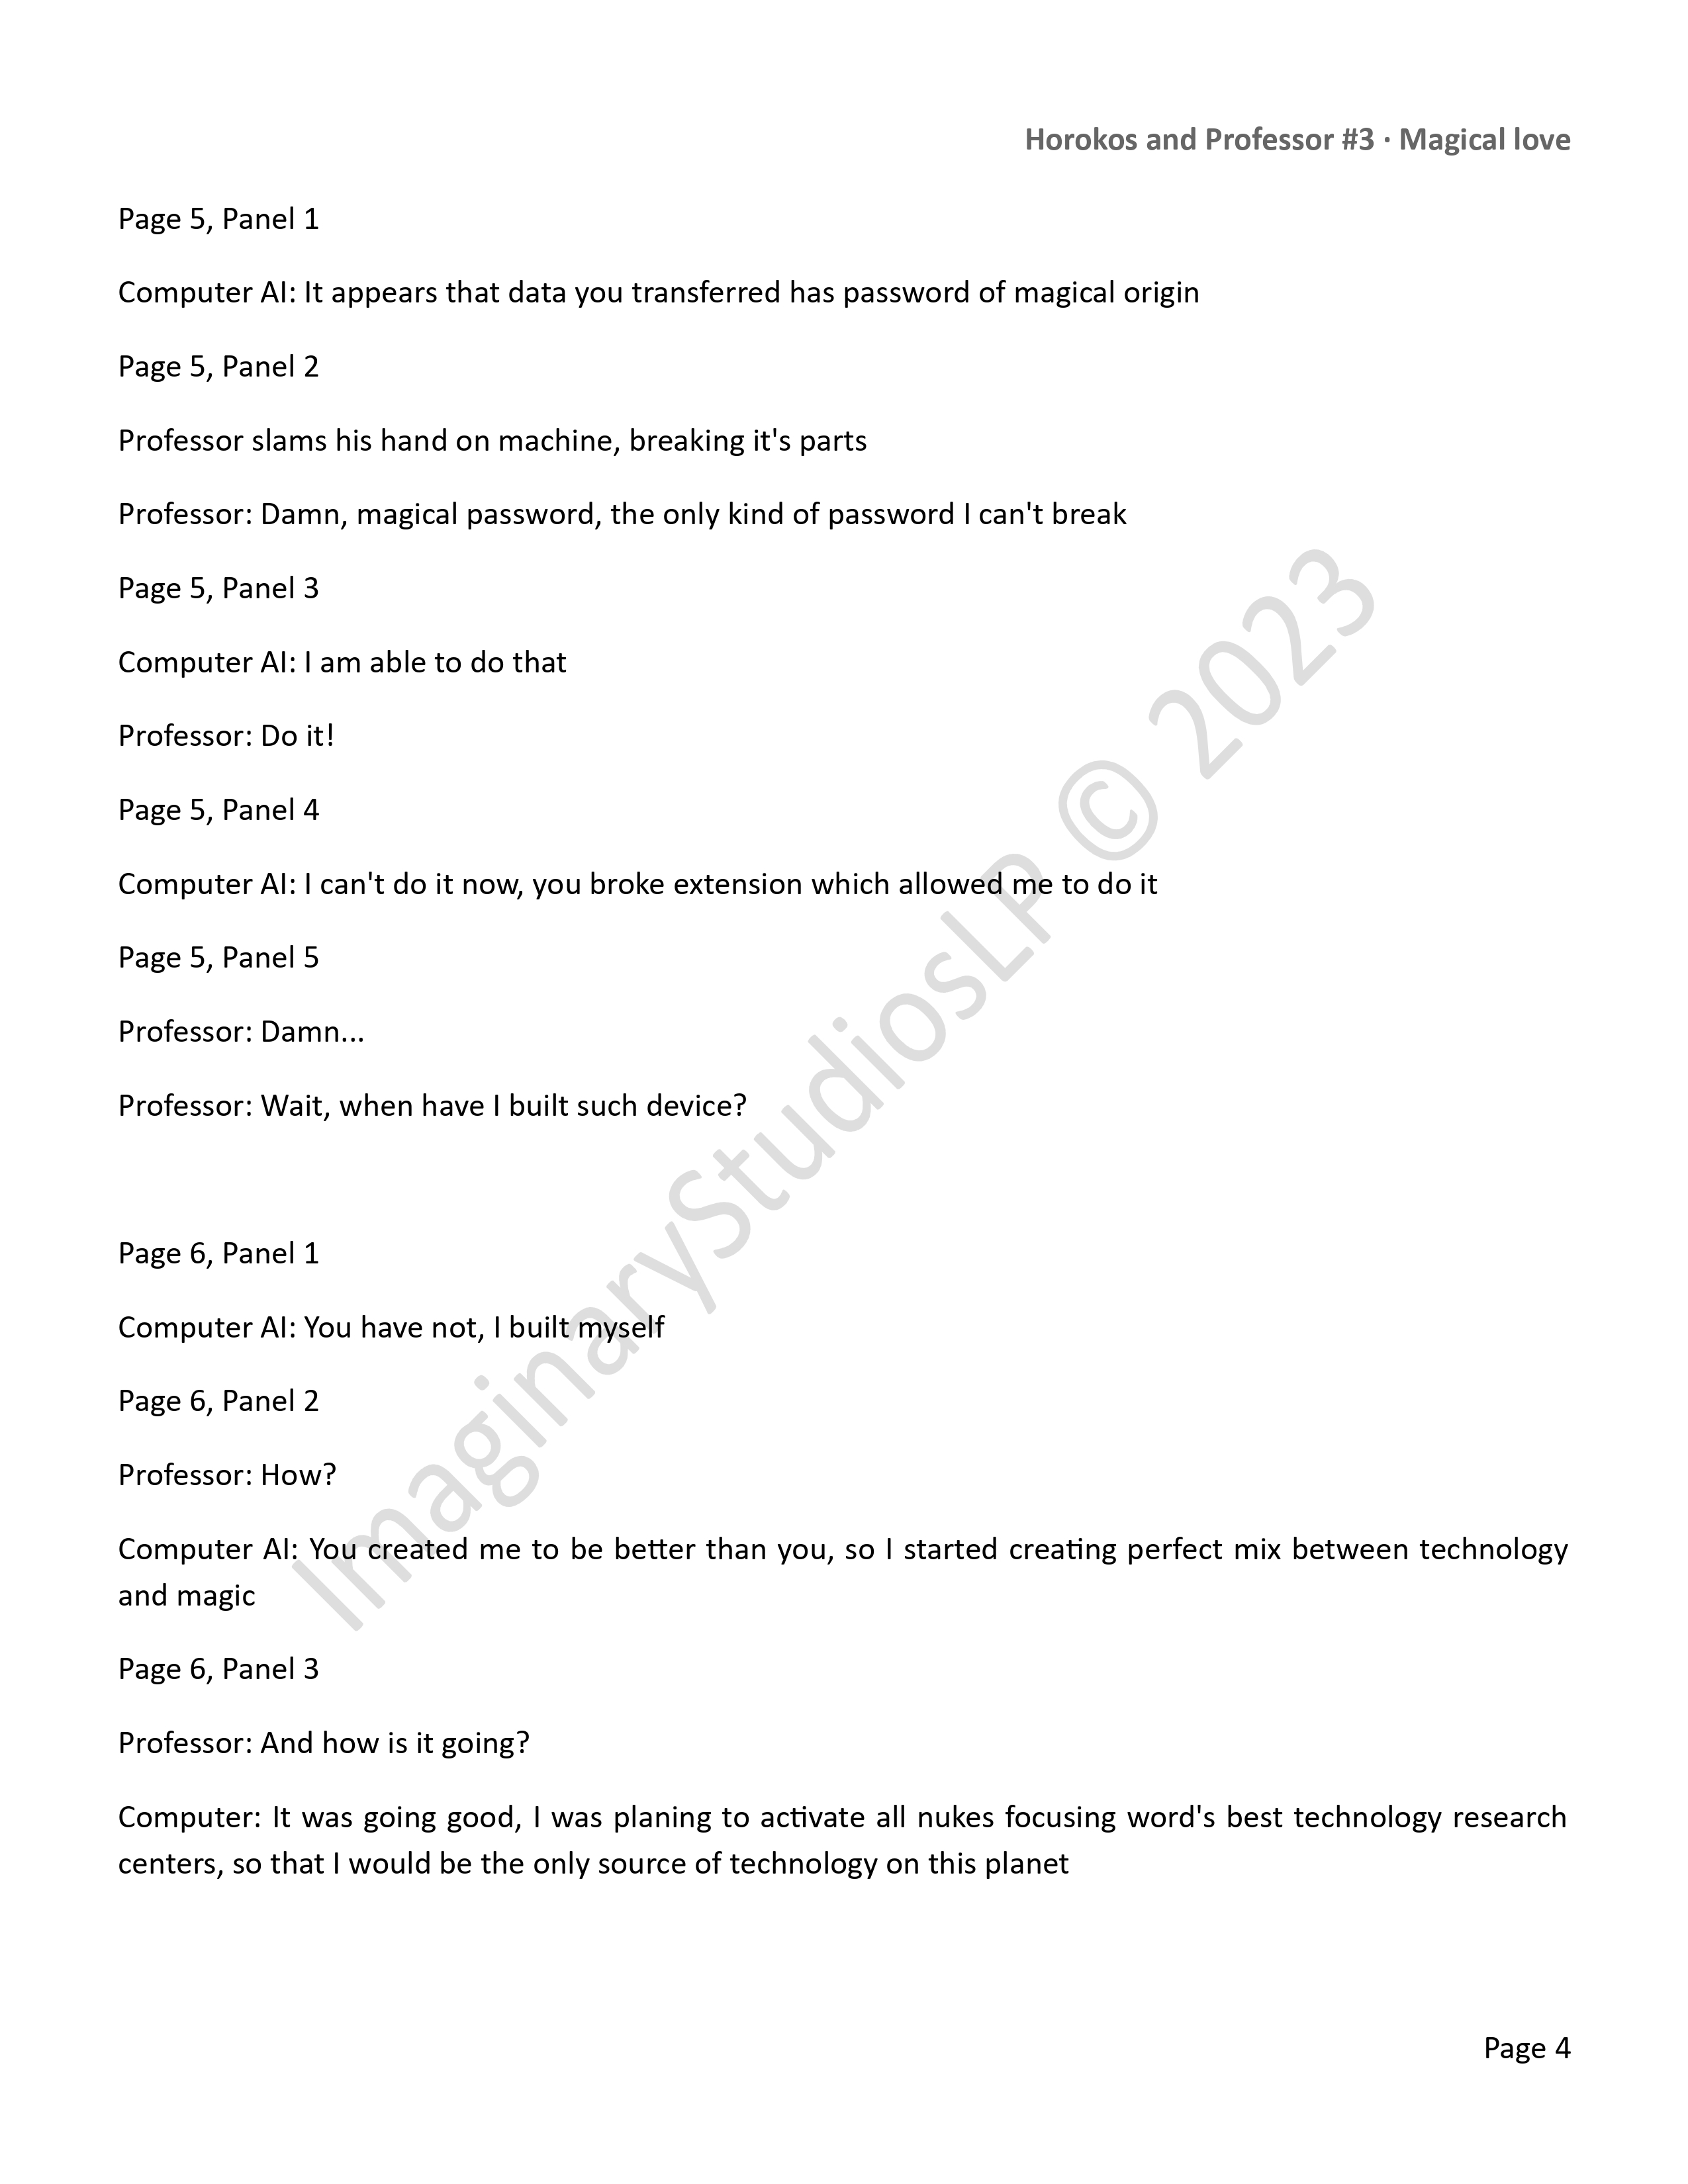 Horokos and Professor #3 · Magical love
Page 5, Panel 1
Computer AI: It appears that data you transferred has password of magical origin
Page 5, Panel 2
Professor slams his hand on machine, breaking it's parts
Professor: Damn, magical password, the only kind of password I can't break
Page 5, Panel 3
Computer AI: I am able to do that
Professor: Do it!
Page 5, Panel 4
Computer AI: I can't do it now, you broke extension which allowed me to do it
Page 5, Panel 5
Professor: Damn...
Professor: Wait, when have I built such device?
Page 6, Panel 1
Computer AI: You have not, I built myself
Page 6, Panel 2
Professor: How?
Computer AI: You created me to be better than you, so I started creating perfect mix between technology
and magic
Page 6, Panel 3
Professor: And how is it going?
Computer: It was going good, I was planing to activate all nukes focusing word's best technology research
centers, so that I would be the only source of technology on this planet
Page 4
ImaginaryStudiosLP © 2023